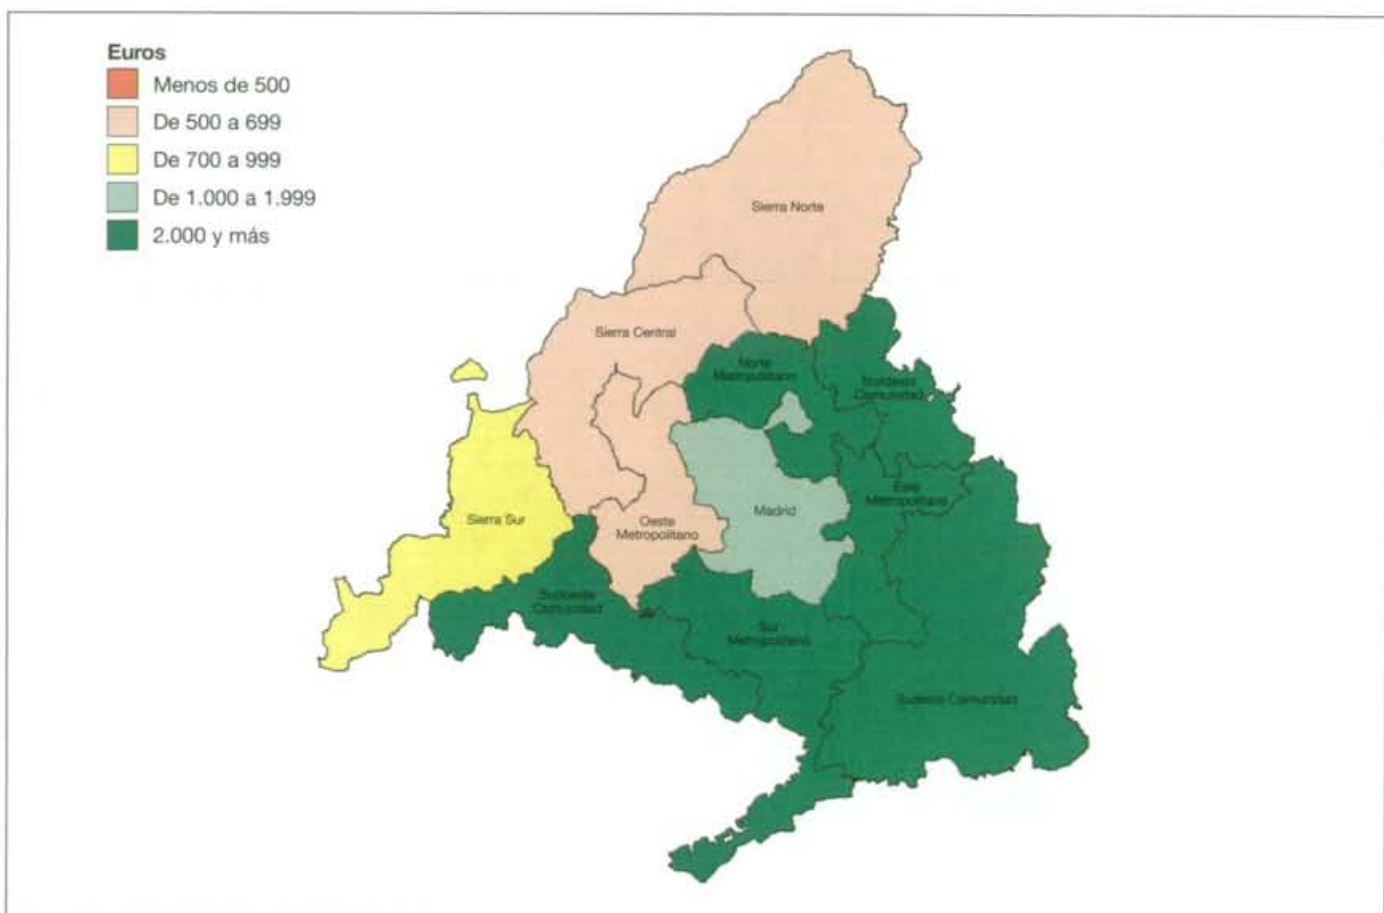 Euros
Menos de 500
De 500 a 699
De 700 a 999
De 1.000 a 1.999
2.000 y más
Sierra Norte
Sierra Central
Norte
Metropolitano
Nordeste
Comunidad
Este
Metropolitano
Sierra Sur
Oeste
Metropolitano
Madrid
Sudoeste
Comunidad
Sur
Metropolitano
Sudeste Comunidad